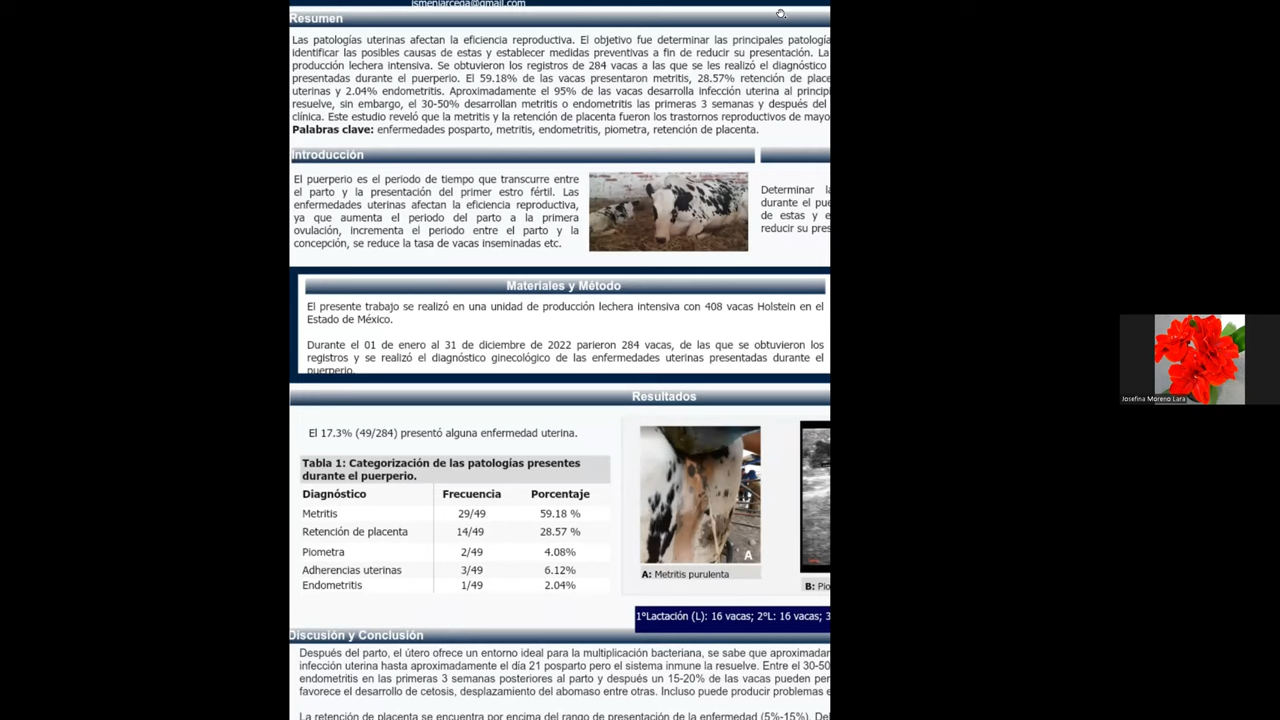 ismeniarcega@gmail.com
Resumen
Las patologías uterinas afectan la eficiencia reproductiva. El objetivo fue determinar las principales patología
identificar las posibles causas de estas y establecer medidas preventivas a fin de reducir su presentación. La
producción lechera intensiva. Se obtuvieron los registros de 284 vacas a las que se les realizó el diagnóstico
presentadas durante el puerperio. El 59.18% de las vacas presentaron metritis, 28.57% retención de place
uterinas y 2.04% endometritis. Aproximadamente el 95% de las vacas desarrolla infección uterina al principi
resuelve, sin embargo, el 30-50% desarrollan metritis o endometritis las primeras 3 semanas y después del
clínica. Este estudio reveló que la metritis y la retención de placenta fueron los trastornos reproductivos de mayo
Palabras clave: enfermedades posparto, metritis, endometritis, piometra, retención de placenta.
Introducción
El puerperio es el periodo de tiempo que transcurre entre
el parto y la presentación del primer estro fértil. Las
enfermedades uterinas afectan la eficiencia reproductiva,
ya que aumenta el periodo del parto a la primera
ovulación, incrementa el periodo entre el parto y la
concepción, se reduce la tasa de vacas inseminadas etc.
Determinar la
durante el pue
de estas y e
reducir su pres
Materiales y Método
El presente trabajo se realizó en una unidad de producción lechera intensiva con 408 vacas Holstein en el
Estado de México.
Durante el 01 de enero al 31 de diciembre de 2022 parieron 284 vacas, de las que se obtuvieron los
registros y se realizó el diagnóstico ginecológico de las enfermedades uterinas presentadas durante el
puerperio.
Resultados
El 17.3% (49/284) presentó alguna enfermedad uterina.
Tabla 1: Categorización de las patologías presentes
durante el puerperio.
Diagnóstico Frecuencia Porcentaje
Metritis 29/49 59.18 %
Retención de placenta 14/49 28.57 %
Piometra 2/49 4.08%
Adherencias uterinas 3/49 6.12%
Endometritis 1/49 2.04%
A
A: Metritis purulenta
B: Pio
1°Lactación (L): 16 vacas; 2°L: 16 vacas; 3
Discusión y Conclusión
Después del parto, el útero ofrece un entorno ideal para la multiplicación bacteriana, se sabe que aproximadar
infección uterina hasta aproximadamente el día 21 posparto pero el sistema inmune la resuelve. Entre el 30-50
endometritis en las primeras 3 semanas posteriores al parto y después un 15-20% de las vacas pueden per
favorece el desarrollo de cetosis, desplazamiento del abomaso entre otras. Incluso puede producir problemas e
La retención de placenta se encuentra por encima del rango de presentación de la enfermedad (5%-15%). Del
Josefina Moreno Lara